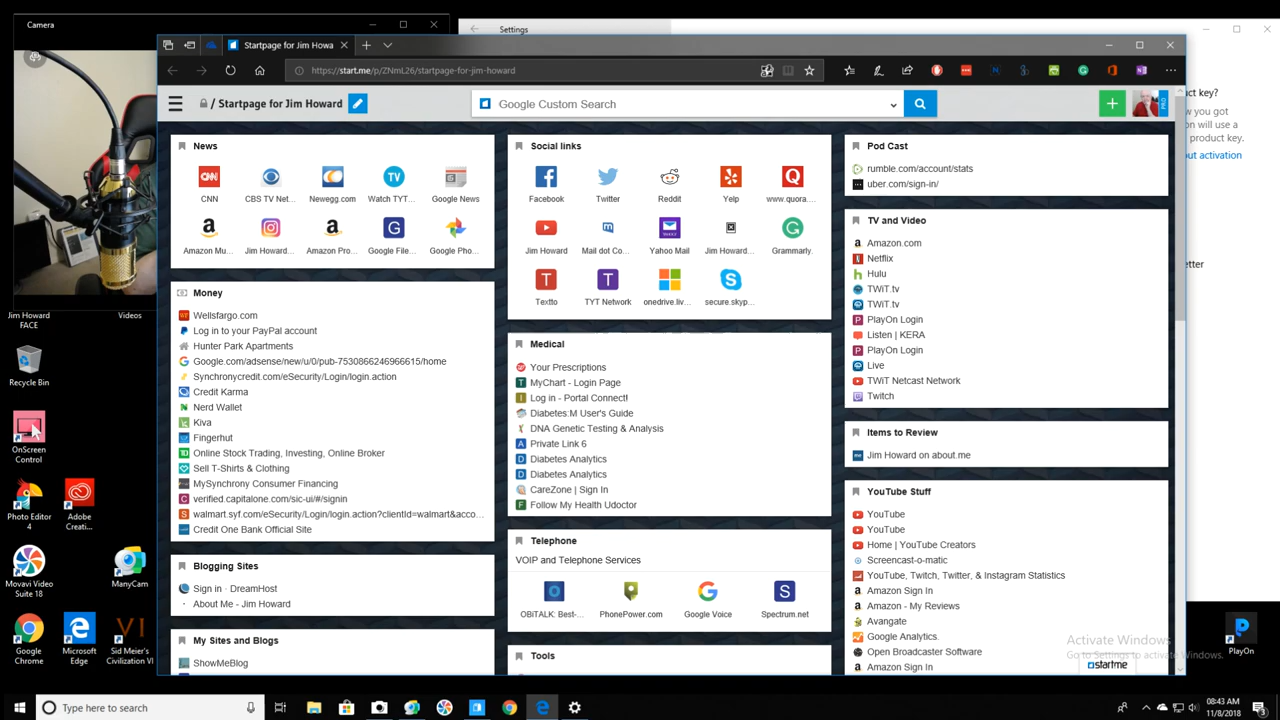 Camera
Settings
Startpage for Jim Howa
https://start.me/p/ZNmL26/startpage-for-jim-howard
/ Startpage for Jim Howard
Google Custom Search
PRO
ct key?
w you got
on will use a
product key.
out activation
etter
News
CNN
CBS TV Net...
Newegg.com
Watch TYT...
Google News
Amazon Mu...
Jim Howard...
Amazon Pro...
Google File...
Google Pho...
Money
Wellsfargo.com
Log in to your PayPal account
Hunter Park Apartments
Google.com/adsense/new/u/0/pub-7530866246966615/home
Synchronycredit.com/eSecurity/Login/login.action
Credit Karma
Nerd Wallet
Kiva
Fingerhut
Online Stock Trading, Investing, Online Broker
Sell T-Shirts & Clothing
MySynchrony Consumer Financing
verified.capitalone.com/sic-ui/#/signin
walmart.syf.com/eSecurity/Login/login.action?clientId=walmart&acco...
Credit One Bank Official Site
Blogging Sites
Sign in · DreamHost
About Me - Jim Howard
My Sites and Blogs
ShowMeBlog
Social links
Facebook
Twitter
Reddit
Yelp
www.quora....
Jim Howard
Mail dot Co...
Yahoo Mail
Jim Howard...
Grammarly.
Textto
TYT Network
onedrive.liv...
secure.skyp...
Medical
Your Prescriptions
MyChart - Login Page
Log in - Portal Connect!
Diabetes:M User's Guide
DNA Genetic Testing & Analysis
Private Link 6
Diabetes Analytics
Diabetes Analytics
CareZone | Sign In
Follow My Health Udoctor
Telephone
VOIP and Telephone Services
OBiTALK: Best-...
PhonePower.com
Google Voice
Spectrum.net
Tools
Pod Cast
rumble.com/account/stats
uber.com/sign-in/
TV and Video
Amazon.com
Netflix
Hulu
TWiT.tv
TWiT.tv
PlayOn Login
Listen | KERA
PlayOn Login
Live
TWiT Netcast Network
Twitch
Items to Review
Jim Howard on about.me
YouTube Stuff
YouTube
YouTube
Home | YouTube Creators
Screencast-o-matic
YouTube, Twitch, Twitter, & Instagram Statistics
Amazon Sign In
Amazon - My Reviews
Avangate
Google Analytics.
Open Broadcaster Software
Amazon Sign In
Activate Windows
Go to Settings to activate Windows.
startme
Jim Howard
FACE
Videos
Recycle Bin
OnScreen
Control
Photo Editor
4
Adobe
Creati...
Movavi Video
Suite 18
ManyCam
Google
Chrome
Microsoft
Edge
Sid Meier's
Civilization VI
PlayOn
Type here to search
08:43 AM
11/8/2018
3